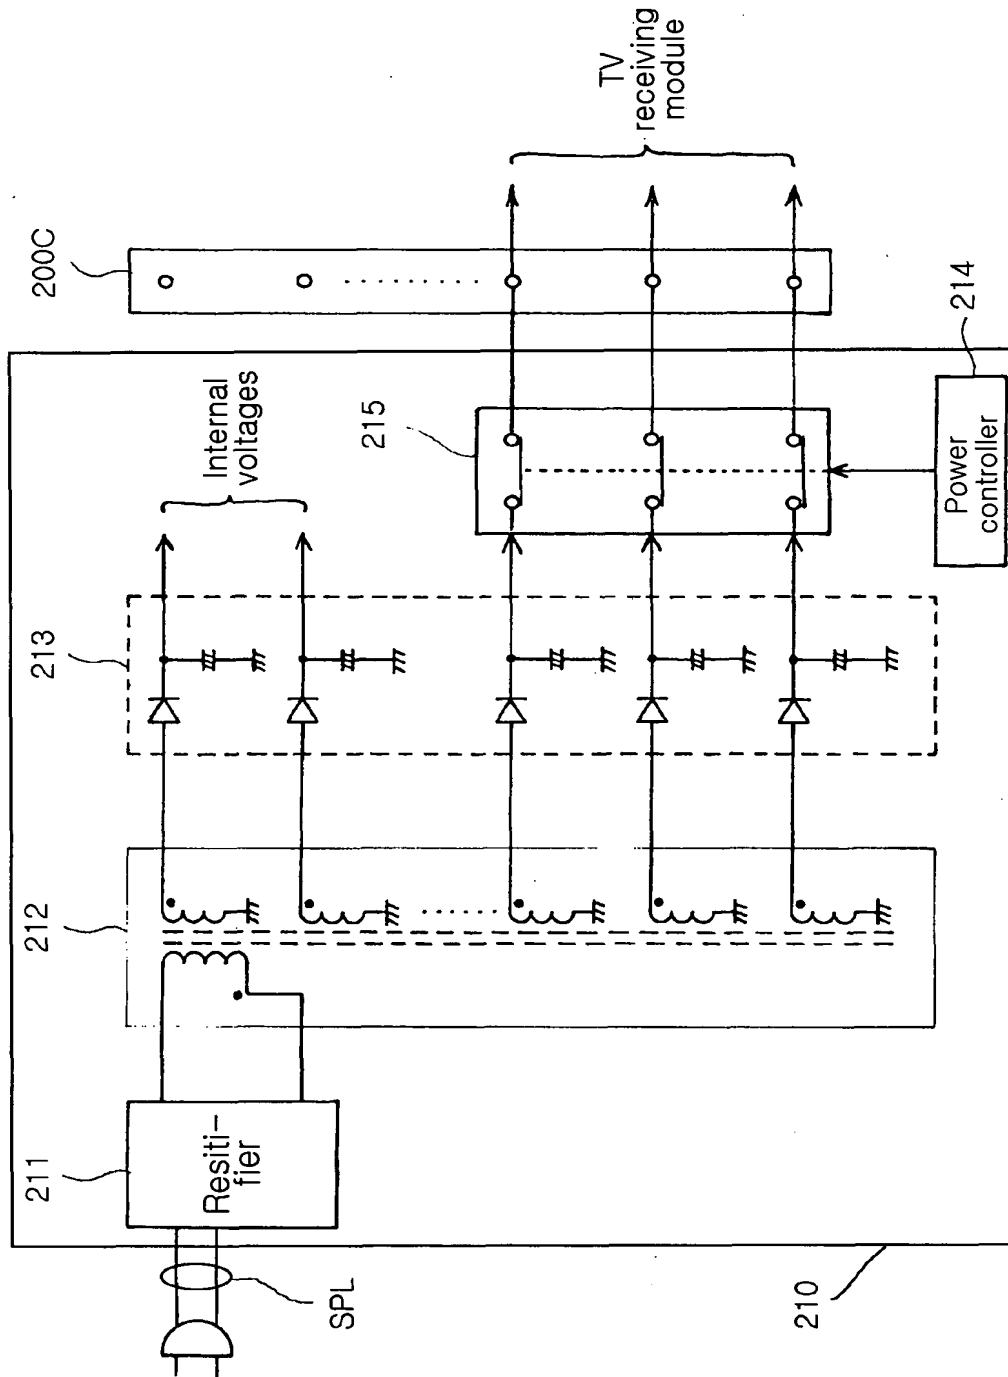 SPL
211
Resiti-
fier
212
213
Internal
voltages
215
200C
TV
receiving
module
214
Power
controller
210